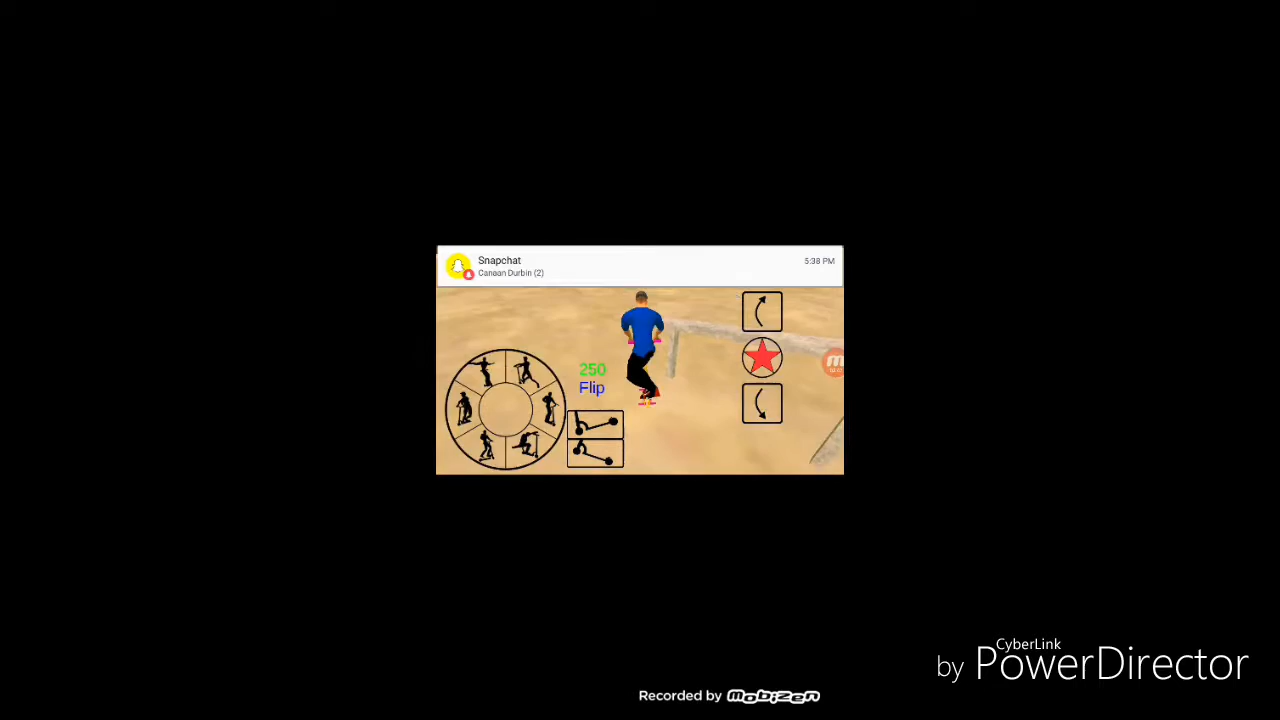 Snapchat
5:38 PM
Canaan Durbin (2)
250
Flip
CyberLink
by PowerDirector
Recorded by mobizen